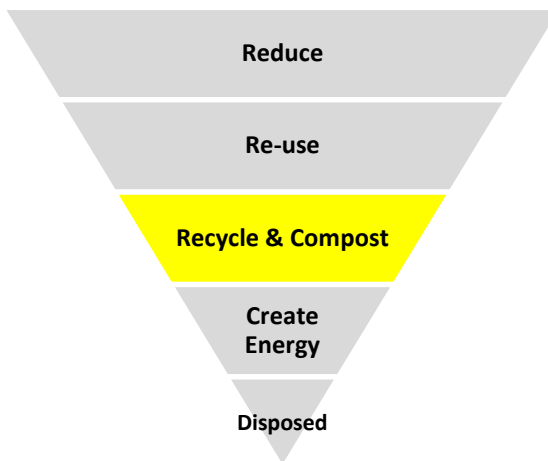 Reduce
Re-use
Recycle & Compost
Create
Energy
Disposed